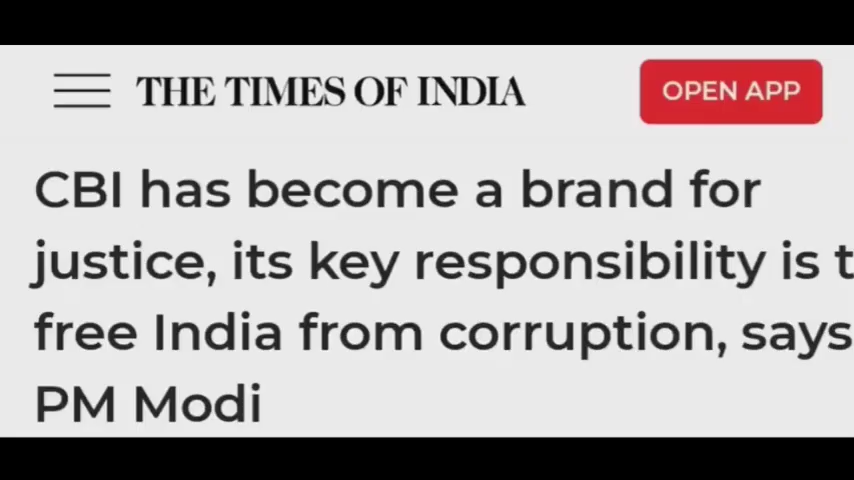 THE TIMES OF INDIA
OPEN APP
CBI has become a brand for
justice, its key responsibility is t
free India from corruption, says
PM Modi